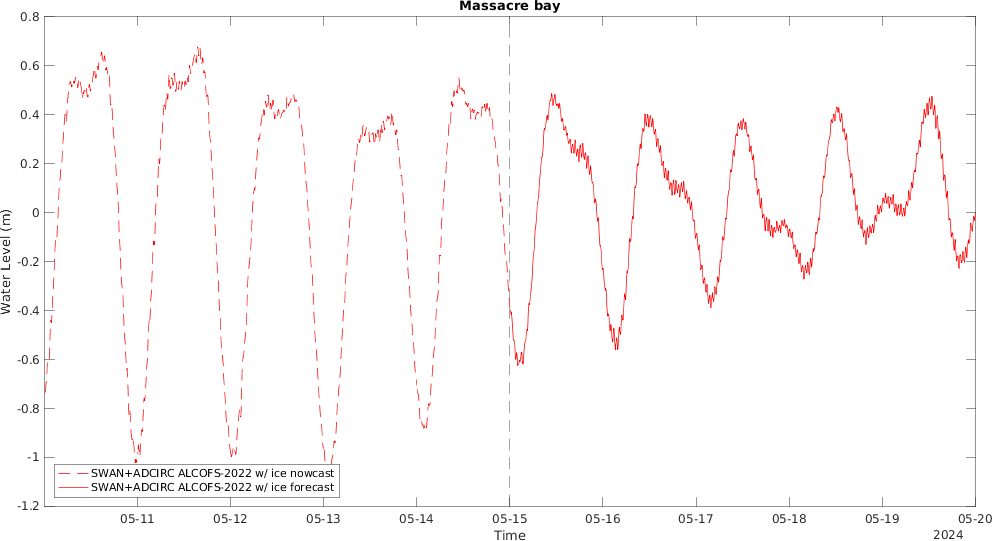 Massacre bay
0.8
0.6
0.4
0.2
0
-0.2
-0.4
-0.6
-0.8
-1
-1.2
Water Level (m)
SWAN+ADCIRC ALCOFS-2022 w/ ice nowcast
SWAN+ADCIRC ALCOFS-2022 w/ ice forecast
05-11 05-12 05-13 05-14 05-15 05-16 05-17 05-18 05-19 05-20
Time
2024